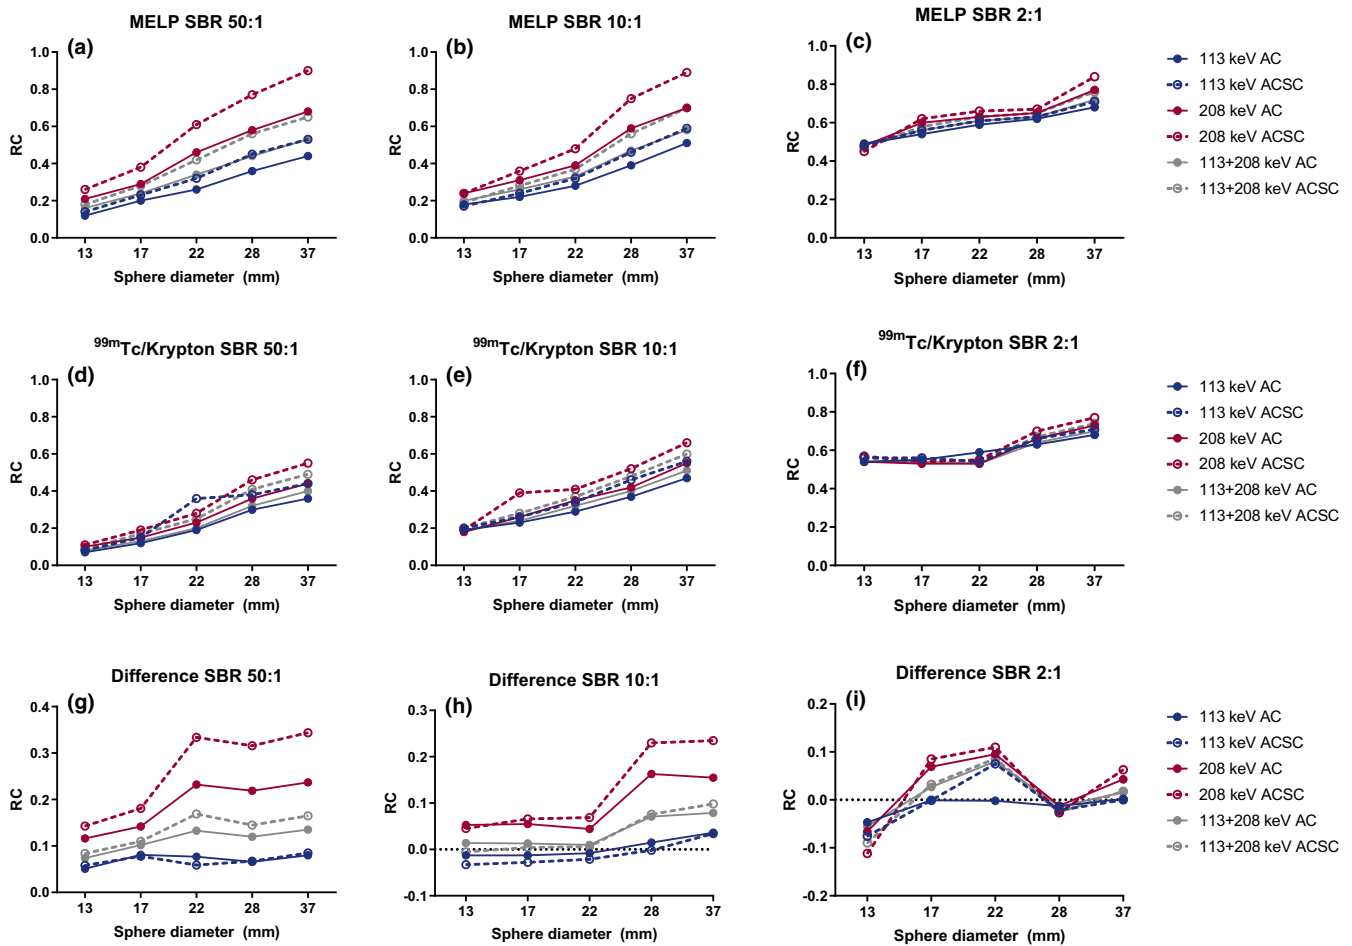 MELP SBR 50:1
(a)
1.0
0.8
0.6
0.4
0.2
0.0
RC
13 17 22 28 37
Sphere diameter (mm)
MELP SBR 10:1
(b)
1.0
0.8
0.6
0.4
0.2
0.0
RC
13 17 22 28 37
Sphere diameter (mm)
MELP SBR 2:1
(c)
1.0
0.8
0.6
0.4
0.2
0.0
RC
13 17 22 28 37
Sphere diameter (mm)
113 keV AC
113 keV ACSC
208 keV AC
208 keV ACSC
113+208 keV AC
113+208 keV ACSC
99mTc/Krypton SBR 50:1
(d)
1.0
0.8
0.6
0.4
0.2
0.0
RC
13 17 22 28 37
Sphere diameter (mm)
99mTc/Krypton SBR 10:1
(e)
1.0
0.8
0.6
0.4
0.2
0.0
RC
13 17 22 28 37
Sphere diameter (mm)
99mTc/Krypton SBR 2:1
(f)
1.0
0.8
0.6
0.4
0.2
0.0
RC
13 17 22 28 37
Sphere diameter (mm)
113 keV AC
113 keV ACSC
208 keV AC
208 keV ACSC
113+208 keV AC
113+208 keV ACSC
Difference SBR 50:1
(g)
0.4
0.3
0.2
0.1
0.0
RC
13 17 22 28 37
Sphere diameter (mm)
Difference SBR 10:1
(h)
0.3
0.2
0.1
0.0
-0.1
RC
13 17 22 28 37
Sphere diameter (mm)
Difference SBR 2:1
(i)
0.2
0.1
0.0
-0.1
-0.2
RC
13 17 22 28 37
Sphere diameter (mm)
113 keV AC
113 keV ACSC
208 keV AC
208 keV ACSC
113+208 keV AC
113+208 keV ACSC